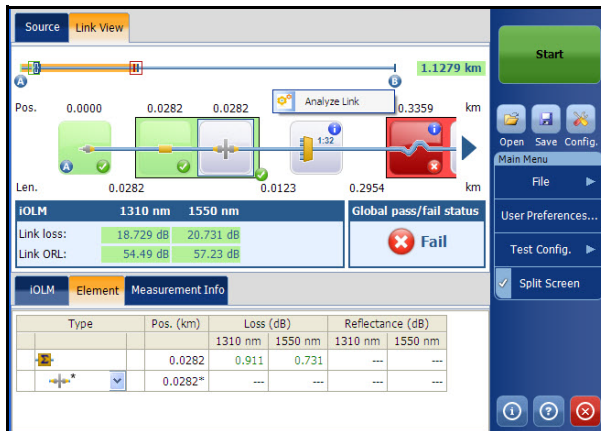 Source Link View
Start
1.1279 km
A B
Analyze Link
Pos. 0.0000 0.0282 0.0282 0.3359 km
1:32
Open Save Config.
A
Main Menu
File
Len. 0.0282 0.0123 0.2954 km
iOLM 1310 nm 1550 nm Global pass/fail status
User Preferences...
Link loss: 18.729 dB 20.731 dB
Fail
Link ORL: 54.49 dB 57.23 dB
Test Config.
Split Screen
iOLM Element Measurement Info
Type Pos. (km) Loss (dB) Reflectance (dB)
1310 nm 1550 nm 1310 nm 1550 nm
Σ 0.0282 0.911 0.731 --- ---
* 0.0282* --- --- --- ---